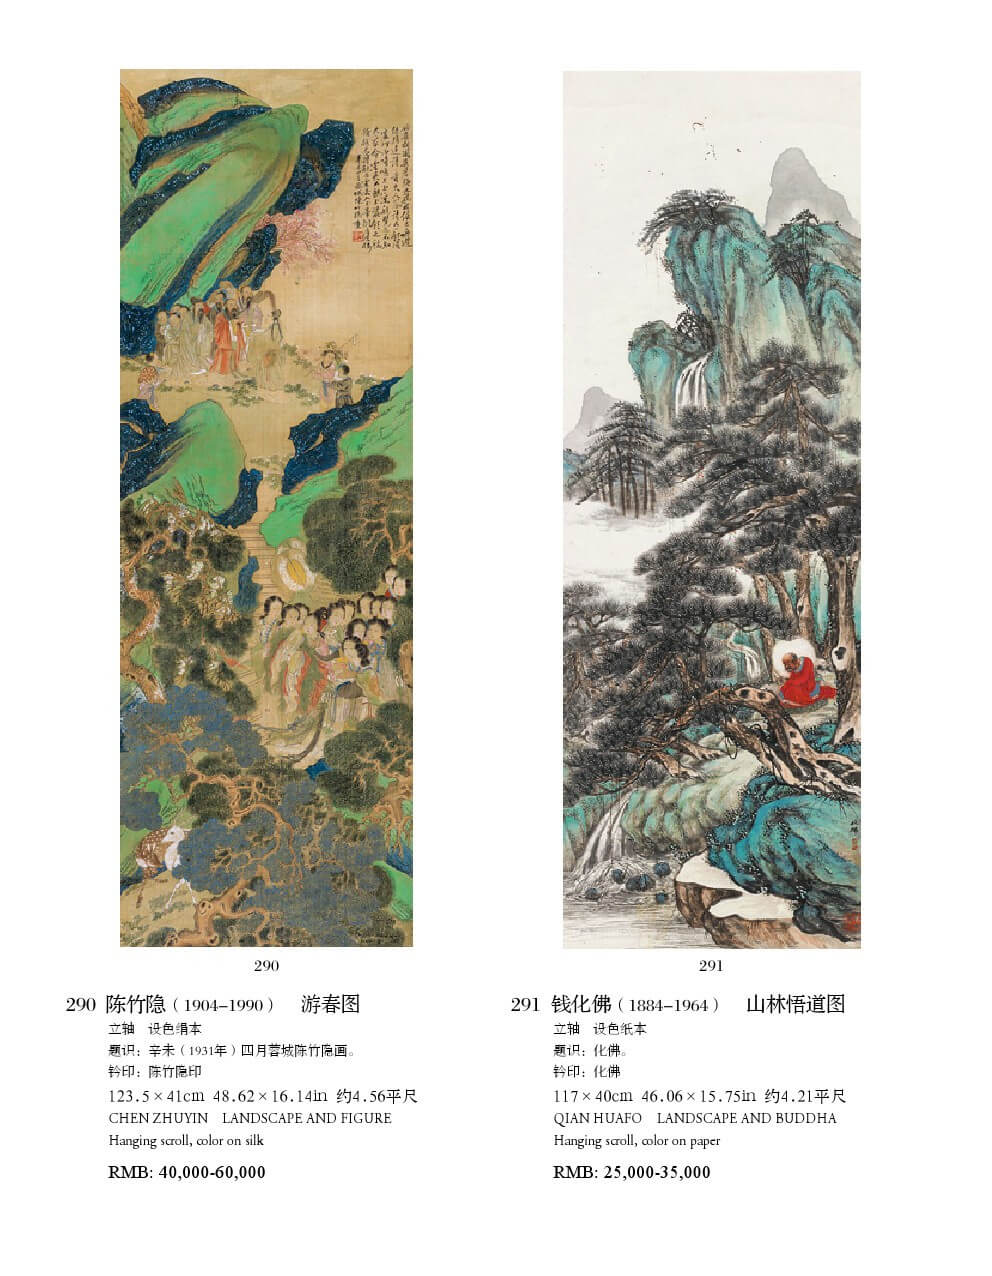 290
290 陈竹隐（1904–1990） 游春图
立轴 设色绢本
题识：辛未（1931年）四月蓉城陈竹隐画。
钤印：陈竹隐印
123.5×41cm 48.62×16.14in 约4.56平尺
CHEN ZHUYIN LANDSCAPE AND FIGURE
Hanging scroll, color on silk
RMB: 40,000-60,000
291
291 钱化佛（1884–1964） 山林悟道图
立轴 设色纸本
题识：化佛。
钤印：化佛
117×40cm 46.06×15.75in 约4.21平尺
QIAN HUAFO LANDSCAPE AND BUDDHA
Hanging scroll, color on paper
RMB: 25,000-35,000